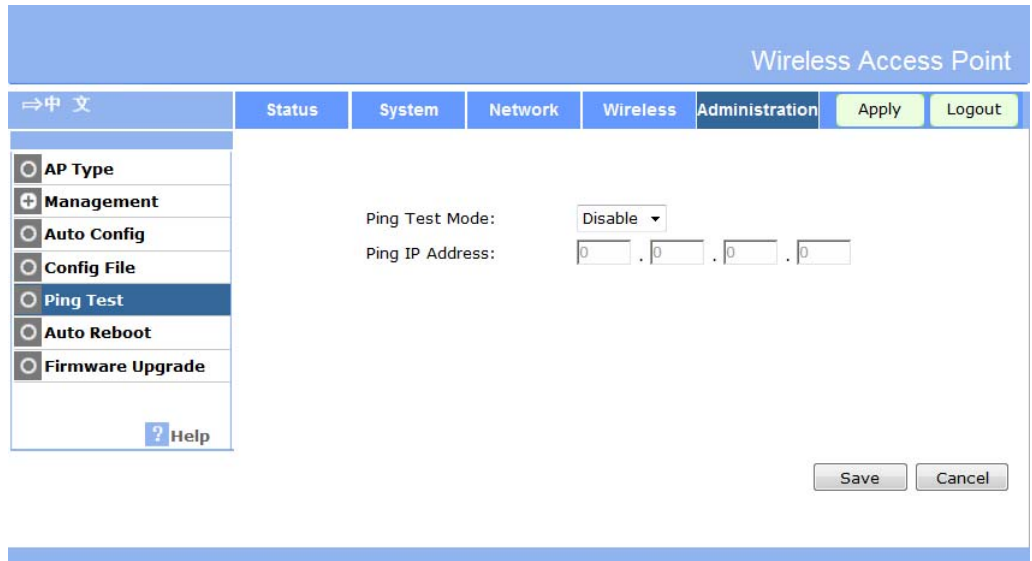 Wireless Access Point
⇒中 文
Status System Network Wireless Administration Apply Logout
AP Type
Management
Auto Config
Config File
Ping Test
Auto Reboot
Firmware Upgrade
? Help
Ping Test Mode: Disable
Ping IP Address: 0 . 0 . 0 . 0
Save Cancel